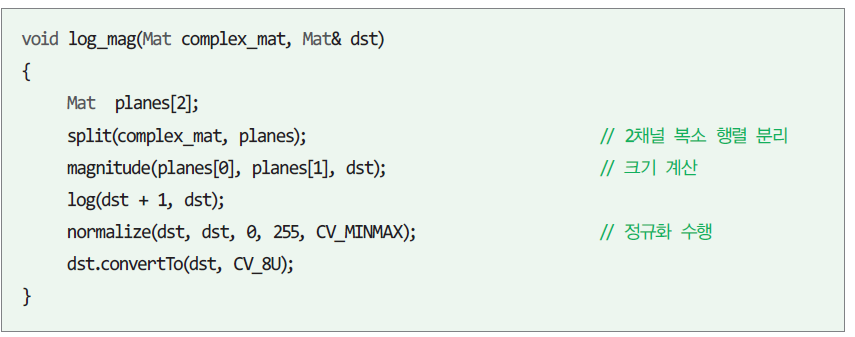 void log_mag(Mat complex_mat, Mat& dst)
{
Mat planes[2];
split(complex_mat, planes); // 2채널 복소 행렬 분리
magnitude(planes[0], planes[1], dst); // 크기 계산
log(dst + 1, dst);
normalize(dst, dst, 0, 255, CV_MINMAX); // 정규화 수행
dst.convertTo(dst, CV_8U);
}